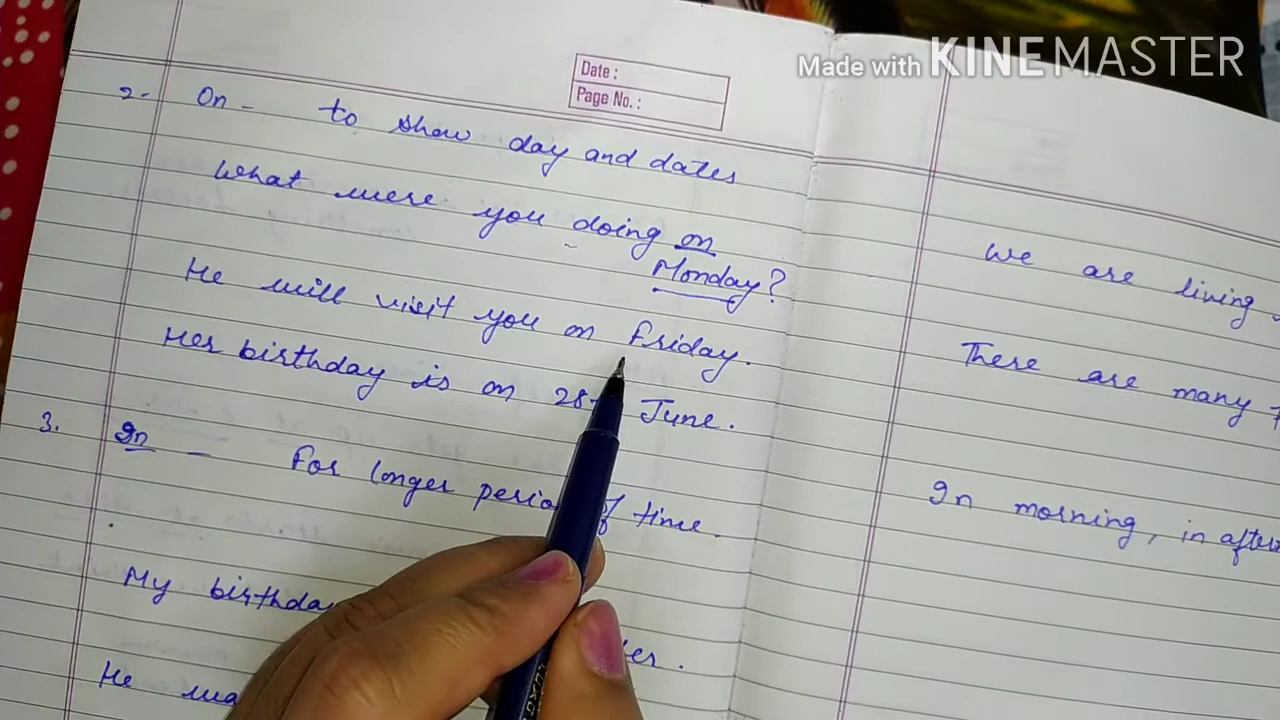 Made with KINEMASTER
Date :
Page No. :
2. On - to show day and dates
What were you doing on
Monday?
He will visit you on Friday.
Her birthday is on 28 June.
3. In - For longer of time.
My
He
We are living
There are many
In morning, in